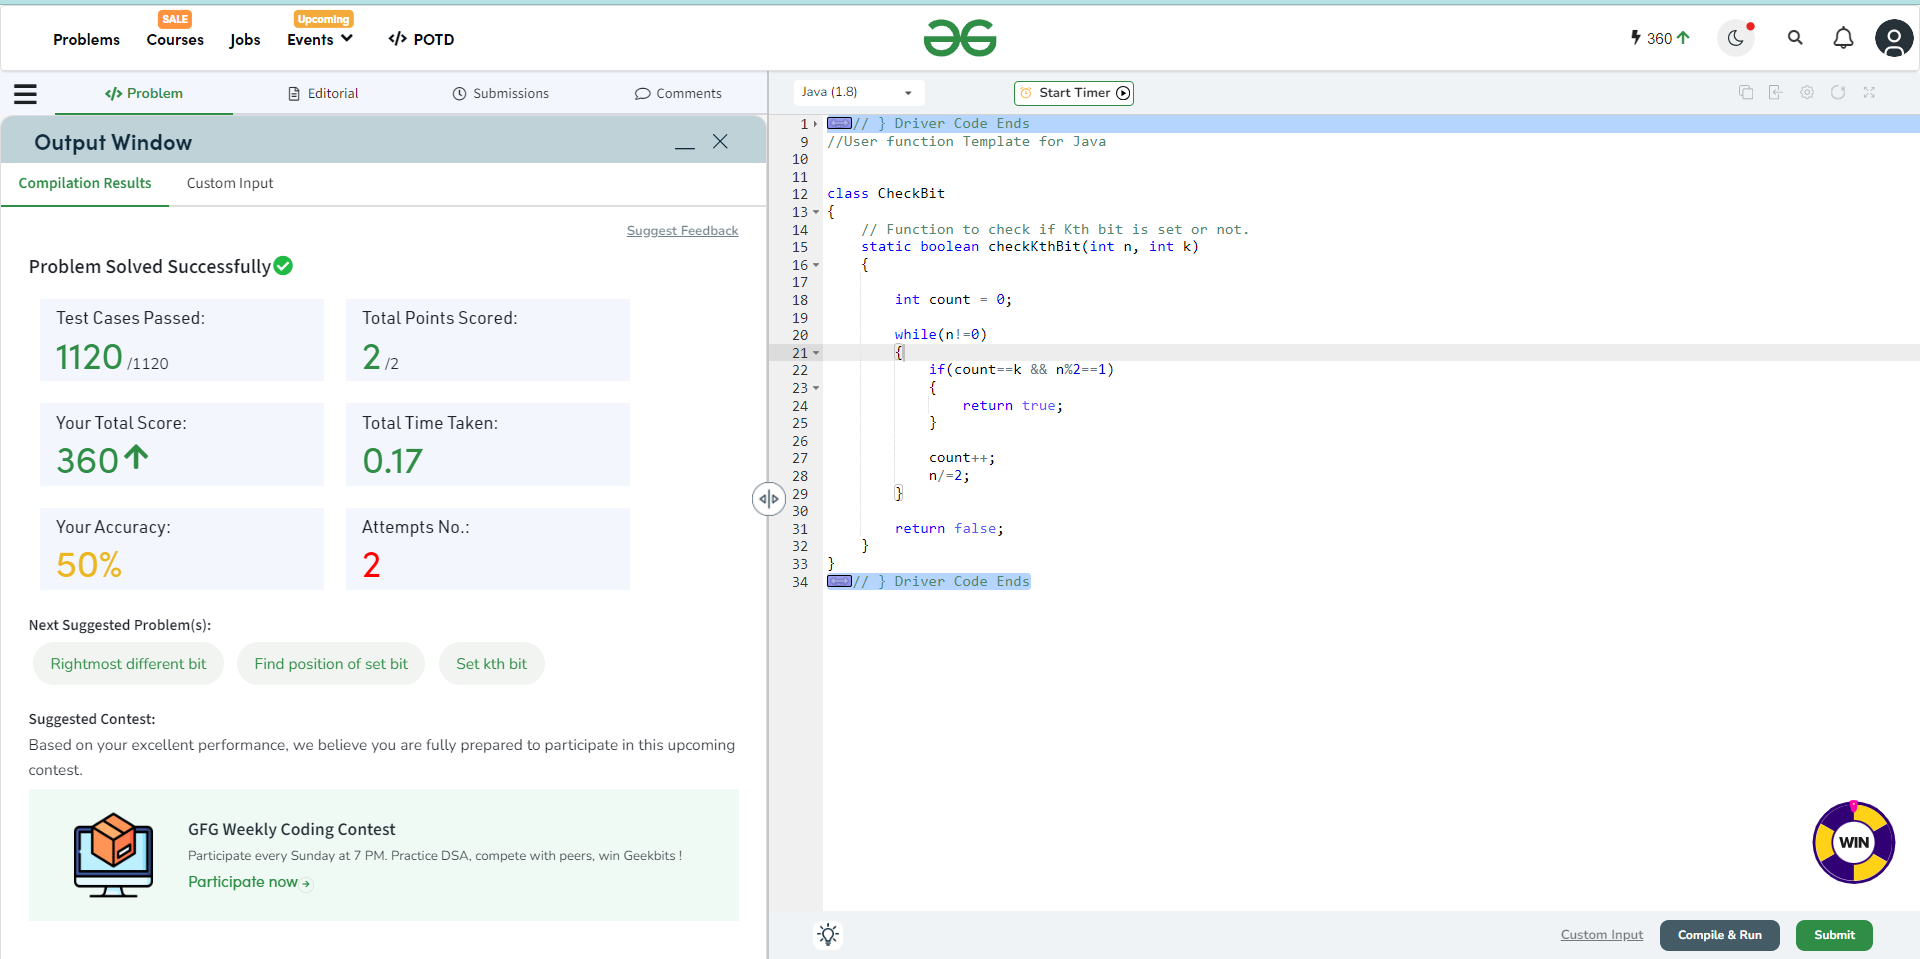 SALE
Upcoming
Problems Courses Jobs Events </> POTD
360
</> Problem Editorial Submissions Comments
Output Window
Compilation Results Custom Input
Suggest Feedback
Problem Solved Successfully
Test Cases Passed:
1120 /1120
Total Points Scored:
2 /2
Your Total Score:
360
Total Time Taken:
0.17
Your Accuracy:
50%
Attempts No.:
2
Next Suggested Problem(s):
Rightmost different bit Find position of set bit Set kth bit
Suggested Contest:
Based on your excellent performance, we believe you are fully prepared to participate in this upcoming
contest.
GFG Weekly Coding Contest
Participate every Sunday at 7 PM. Practice DSA, compete with peers, win Geekbits !
Participate now
Java (1.8) Start Timer
1 // } Driver Code Ends
9 //User function Template for Java
10
11
12 class CheckBit
13 {
14     // Function to check if Kth bit is set or not.
15     static boolean checkKthBit(int n, int k)
16     {
17
18         int count = 0;
19
20         while(n!=0)
21         {
22             if(count==k && n%2==1)
23             {
24                 return true;
25             }
26
27             count++;
28             n/=2;
29         }
30
31         return false;
32     }
33 }
34 // } Driver Code Ends
WIN
Custom Input Compile & Run Submit